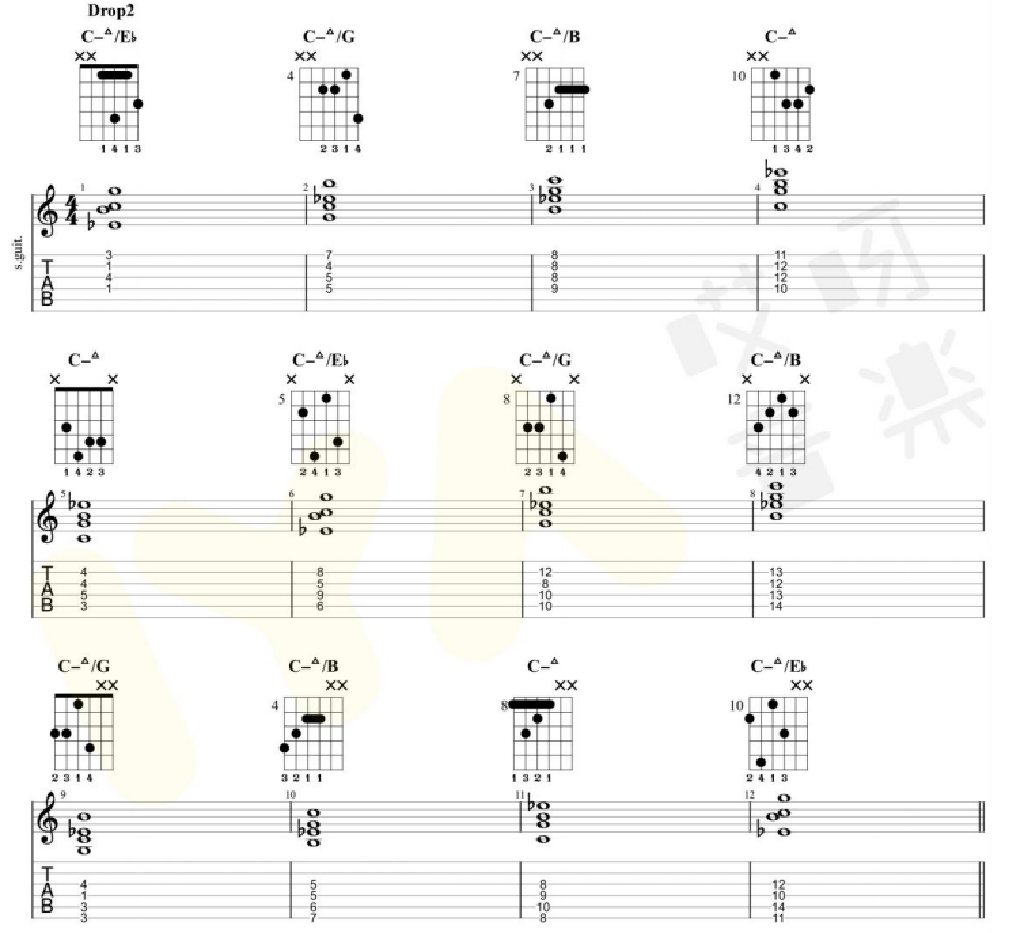 Drop2
C–△/E♭ C–△/G C–△/B C–△
×× ×× ×× ××
4 7 10
1 4 1 3 2 3 1 4 2 1 1 1 1 3 4 2
s.guit.
1 2 3 4
4
4
3 7 8 11
T 1 4 8 12
A 4 5 8 12
B 1 5 9 10
C–△ C–△/E♭ C–△/G C–△/B
× × × × × × × ×
5 8 12
1 4 2 3 2 4 1 3 2 3 1 4 4 2 1 3
5 6 7 8
T 4 8 12 13
A 4 5 8 12
5 9 10 13
B 3 6 10 14
C–△/G C–△/B C–△ C–△/E♭
×× ×× ×× ××
4 8 10
2 3 1 4 3 2 1 1 1 3 2 1 2 4 1 3
9 10 11 12
T
4 5 8 12
A 1 5 9 10
B 3 6 10 14
3 7 8 11
哎呀
音樂